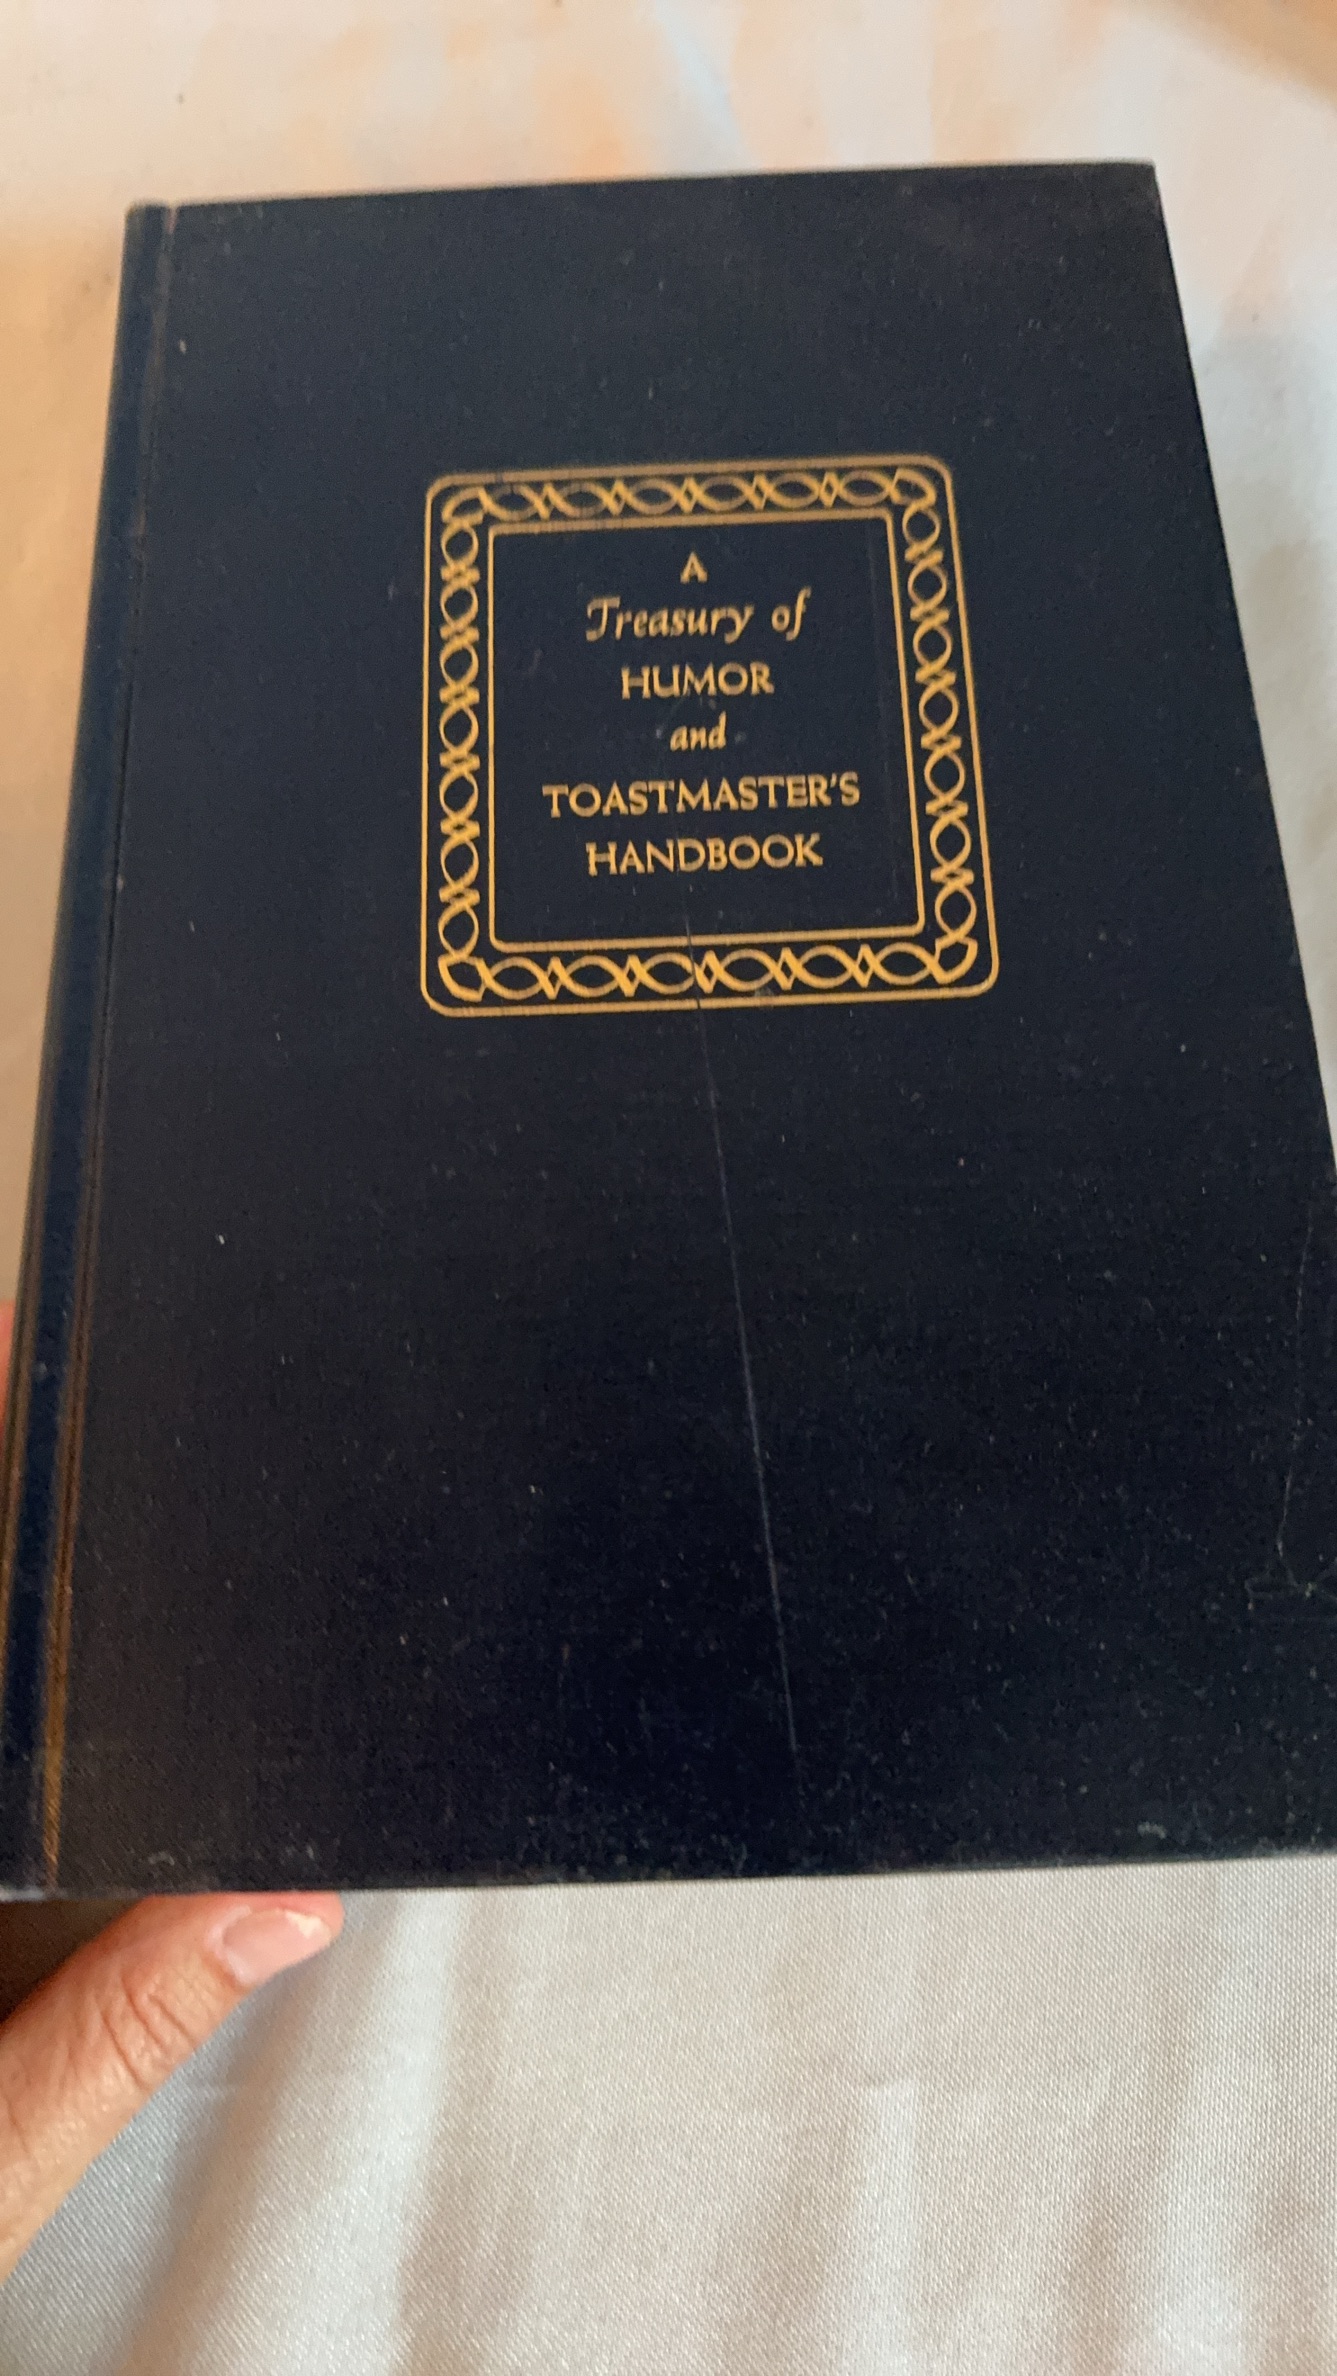 A
Treasury of
HUMOR
and
TOASTMASTER'S
HANDBOOK